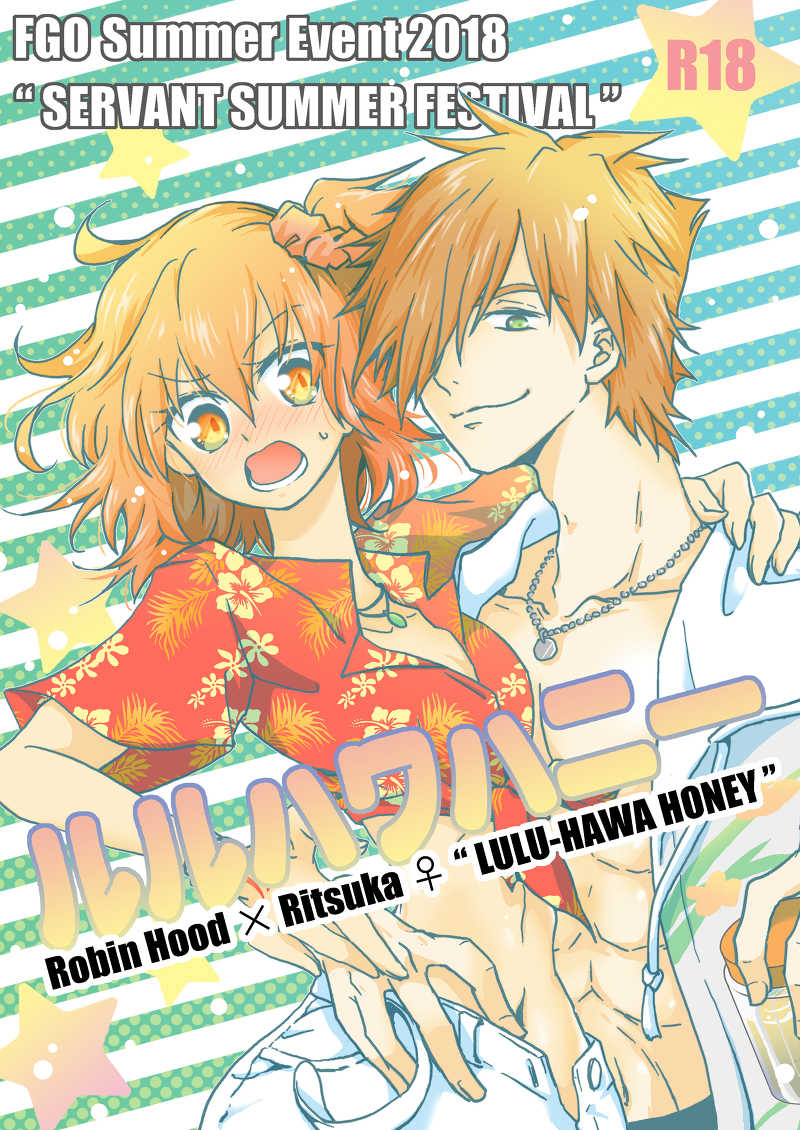 FGO Summer Event 2018
“ SERVANT SUMMER FESTIVAL ”
R18
ルルハワハニー
Robin Hood × Ritsuka ♀ “ LULU-HAWA HONEY ”